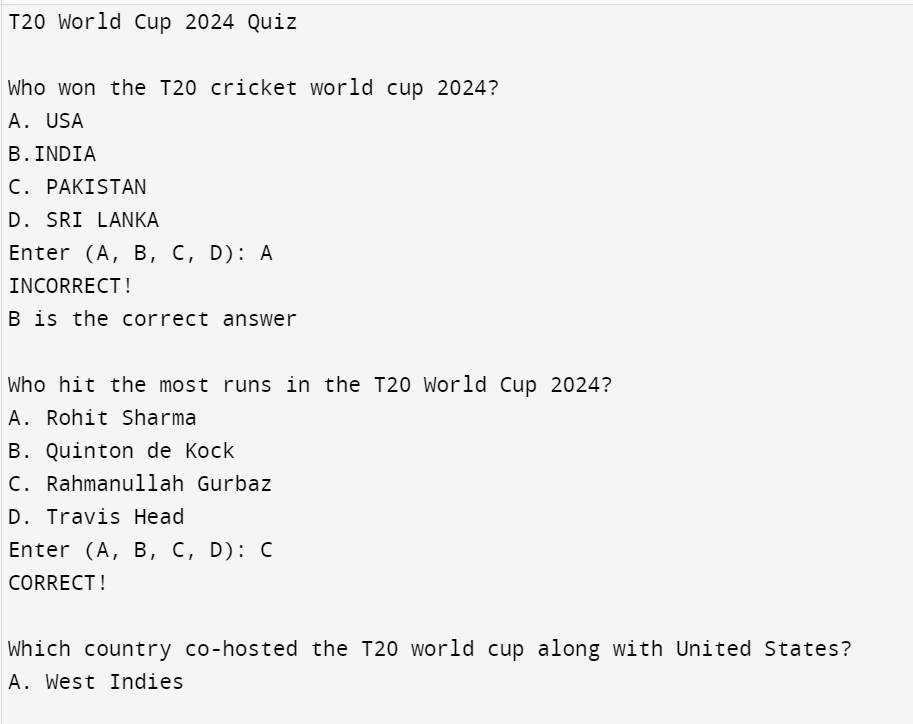 T20 World Cup 2024 Quiz
Who won the T20 cricket world cup 2024?
A. USA
B.INDIA
C. PAKISTAN
D. SRI LANKA
Enter (A, B, C, D): A
INCORRECT!
B is the correct answer
Who hit the most runs in the T20 World Cup 2024?
A. Rohit Sharma
B. Quinton de Kock
C. Rahmanullah Gurbaz
D. Travis Head
Enter (A, B, C, D): C
CORRECT!
Which country co-hosted the T20 world cup along with United States?
A. West Indies